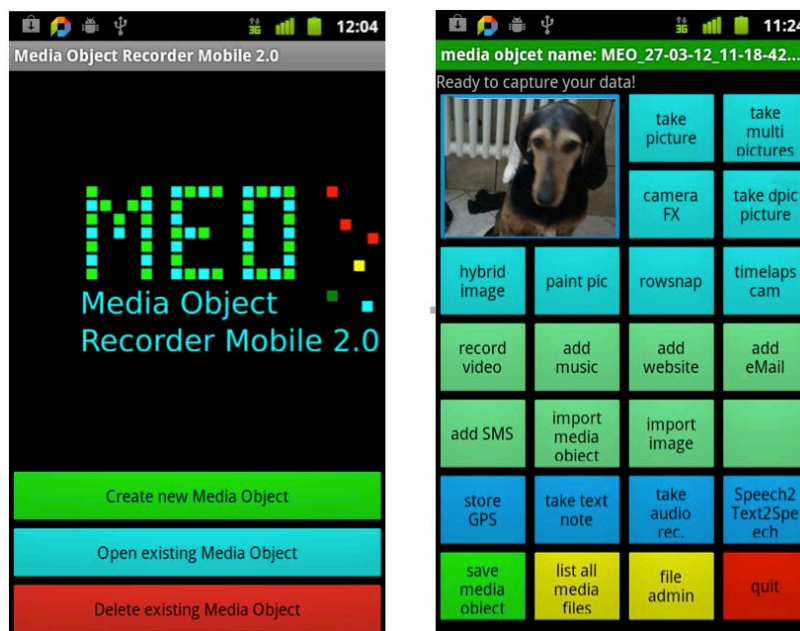 12:04
Media Object Recorder Mobile 2.0
MEO
Media Object
Recorder Mobile 2.0
Create new Media Object
Open existing Media Object
Delete existing Media Object
11:24
media objcet name: MEO_27-03-12_11-18-42...
Ready to capture your data!
take
picture
take
multi
pictures
camera
FX
take dpic
picture
hybrid
image
paint pic
rowsnap
timelaps
cam
record
video
add
music
add
website
add
eMail
add SMS
import
media
object
import
image
store
GPS
take text
note
take
audio
rec.
Speech2
Text2Spe
ech
save
media
object
list all
media
files
file
admin
quit